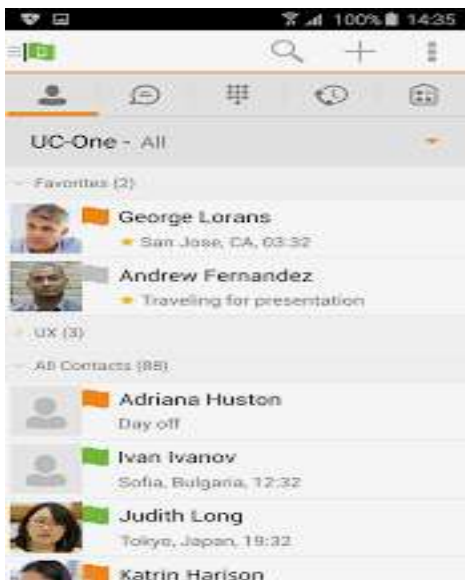 100% 14:35
UC-One - All
Favorites (2)
George Lorans
San Jose, CA, 03:32
Andrew Fernandez
Traveling for presentation
UX (3)
All Contacts (88)
Adriana Huston
Day off
Ivan Ivanov
Sofia, Bulgaria, 12:32
Judith Long
Tokyo, Japan, 19:32
Katrin Harison